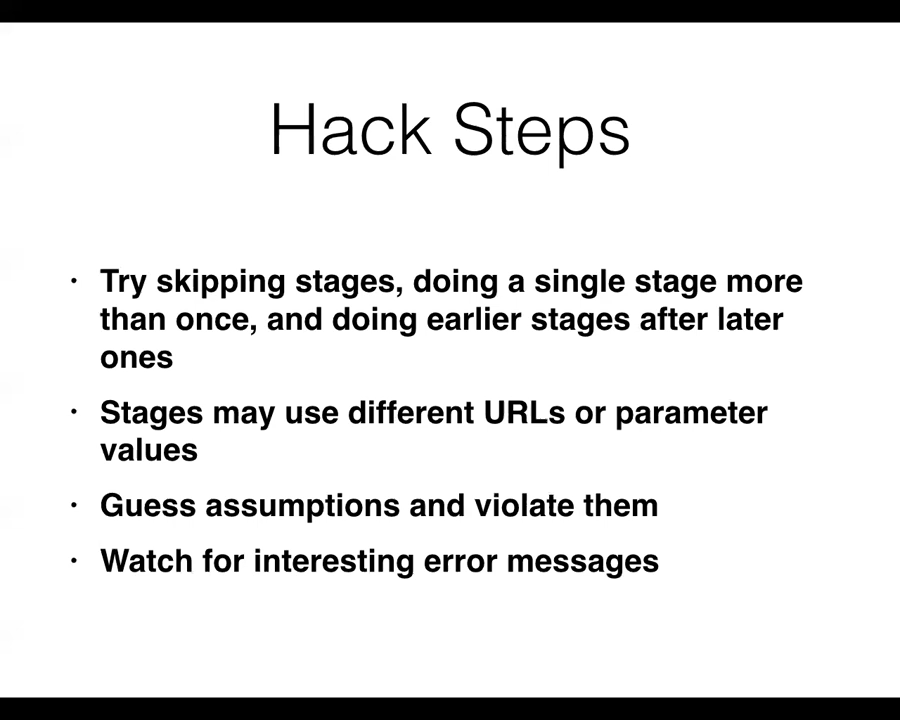 Hack Steps
· Try skipping stages, doing a single stage more
than once, and doing earlier stages after later
ones
· Stages may use different URLs or parameter
values
· Guess assumptions and violate them
· Watch for interesting error messages